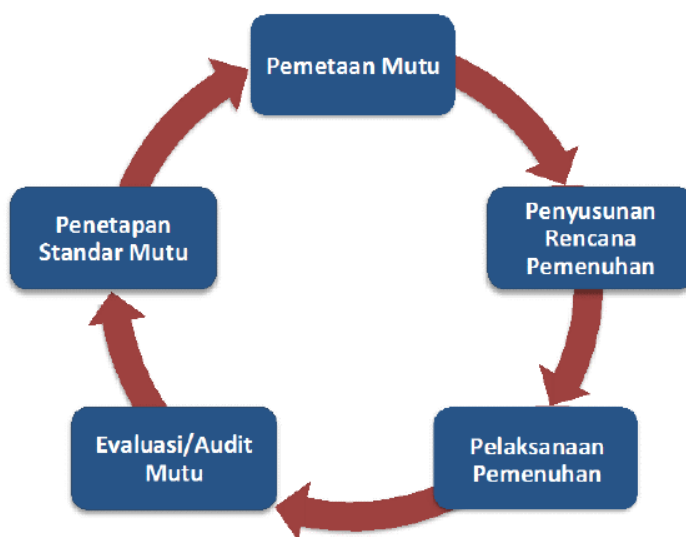 Pemetaan Mutu
Penyusunan
Rencana
Pemenuhan
Pelaksanaan
Pemenuhan
Evaluasi/Audit
Mutu
Penetapan
Standar Mutu